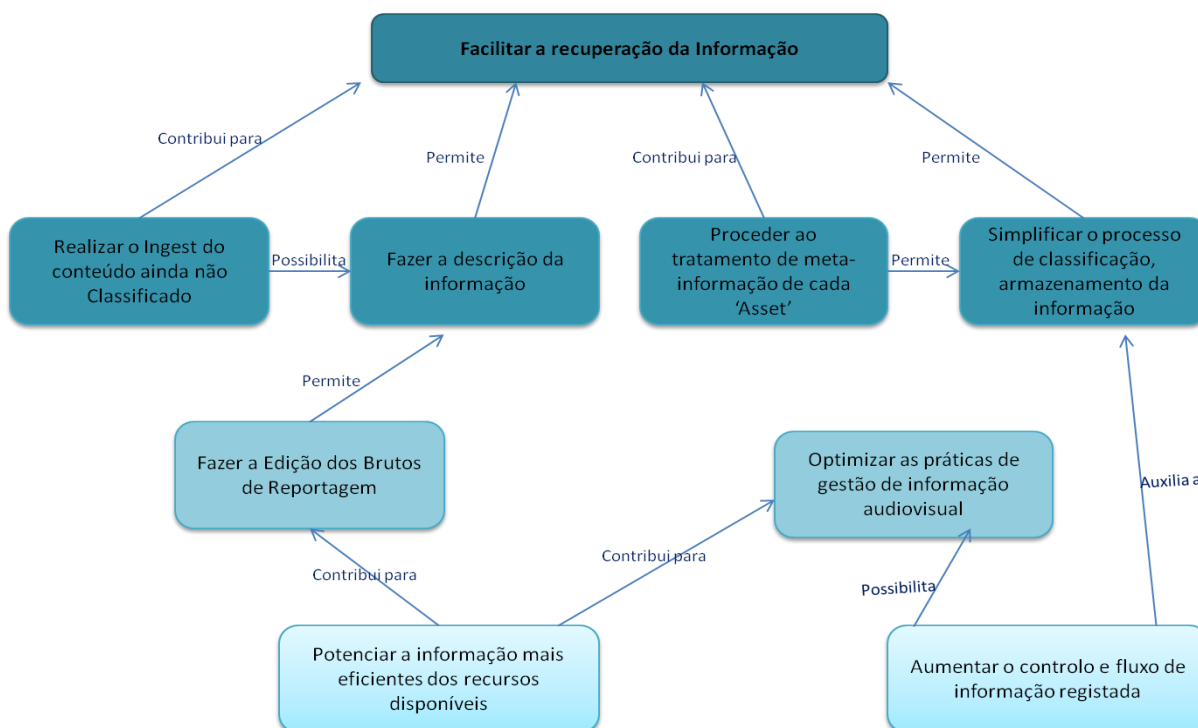 Facilitar a recuperação da Informação
Contribui para
Permite
Contribui para
Permite
Realizar o Ingest do
conteúdo ainda não
Classificado
Possibilita
Fazer a descrição da
informação
Proceder ao
tratamento de meta-
informação de cada
‘Asset’
Permite
Simplificar o processo
de classificação,
armazenamento da
informação
Permite
Fazer a Edição dos Brutos
de Reportagem
Optimizar as práticas de
gestão de informação
audiovisual
Auxilia a
Contribui para
Contribui para
Possibilita
Potenciar a informação mais
eficientes dos recursos
disponíveis
Aumentar o controlo e fluxo de
informação registada